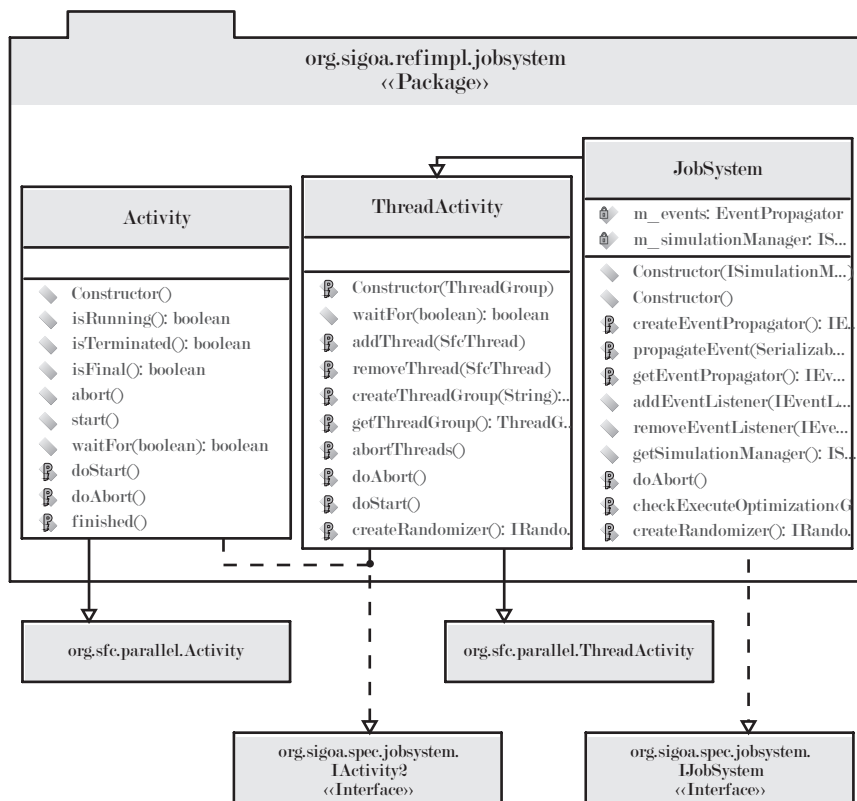 org.sigoa.refimpl.jobsystem
‹‹Package››
Activity
Constructor()
isRunning(): boolean
isTerminated(): boolean
isFinal(): boolean
abort()
start()
waitFor(boolean): boolean
doStart()
doAbort()
finished()
ThreadActivity
Constructor(ThreadGroup)
waitFor(boolean): boolean
addThread(SfcThread)
removeThread(SfcThread)
createThreadGroup(String):...
getThreadGroup(): ThreadG...
abortThreads()
doAbort()
doStart()
createRandomizer(): IRando...
JobSystem
m_events: EventPropagator
m_simulationManager: IS...
Constructor(ISimulationM...)
Constructor()
createEventPropagator(): IE...
propagateEvent(Serializab...
getEventPropagator(): IEv...
addEventListener(IEventL...
removeEventListener(IEve...
getSimulationManager(): IS...
doAbort()
checkExecuteOptimization‹G
createRandomizer(): IRando...
org.sfc.parallel.Activity
org.sfc.parallel.ThreadActivity
org.sigoa.spec.jobsystem.
IActivity2
‹‹Interface››
org.sigoa.spec.jobsystem.
IJobSystem
‹‹Interface››